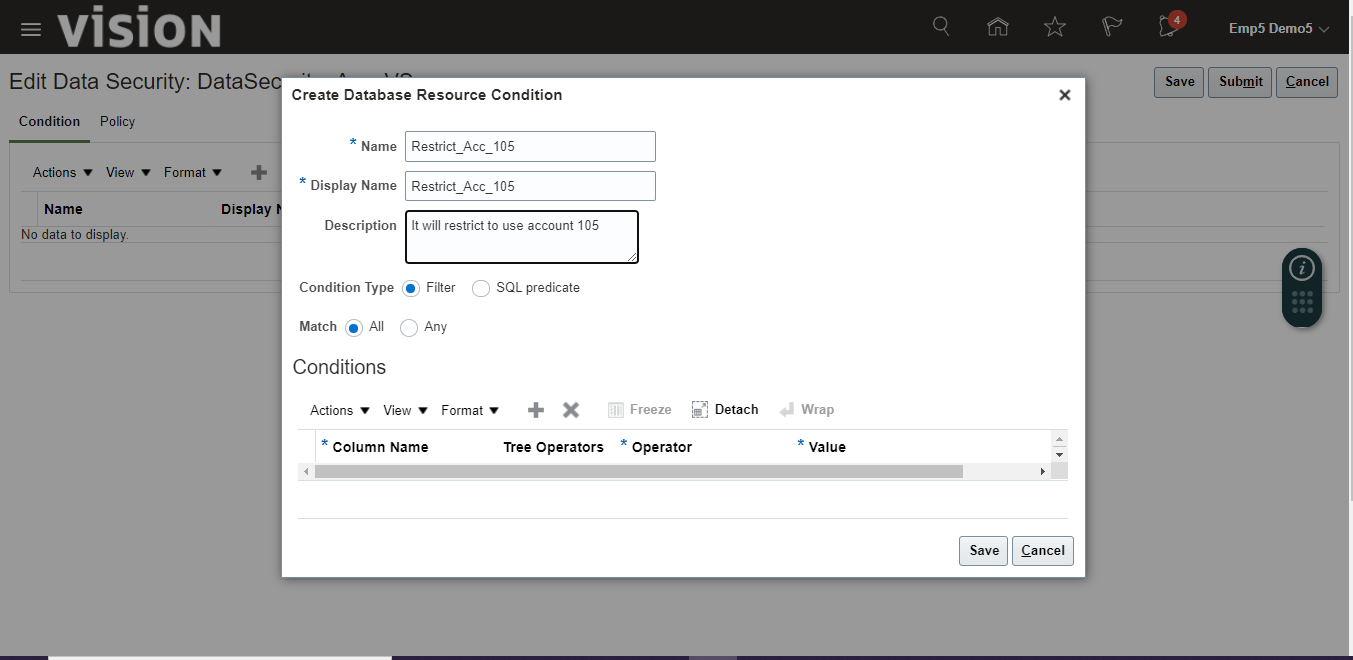 VISION
4
Emp5 Demo5
Edit Data Security: DataSec
Save
Submit
Cancel
Condition
Policy
Actions
View
Format
Name
Display N
No data to display.
Create Database Resource Condition
* Name
Restrict_Acc_105
* Display Name
Restrict_Acc_105
Description
It will restrict to use account 105
Condition Type
Filter
SQL predicate
Match
All
Any
Conditions
Actions
View
Format
Freeze
Detach
Wrap
* Column Name
Tree Operators
* Operator
* Value
Save
Cancel